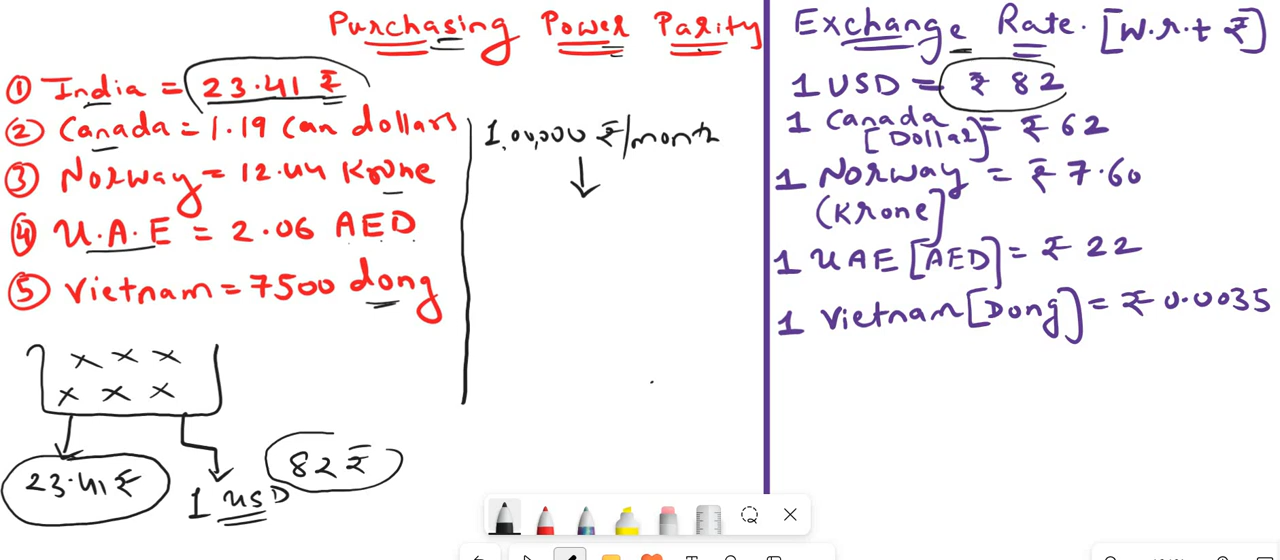 Purchasing Power Parity
① India = 23.41 ₹
② Canada = 1.19 Can dollars
③ Norway = 12.44 Krone
④ U.A.E = 2.06 AED
⑤ Vietnam = 7500 dong
1,00,000 ₹/month
x x x
x x x
23.41 ₹
1 USD
82 ₹
Exchange Rate. [W.r.t ₹]
1 USD = ₹ 82
1 Canada [Dollar] = ₹ 62
1 Norway = ₹ 7.60
(Krone]
1 UAE [AED] = ₹ 22
1 Vietnam [Dong] = ₹ 0.0035